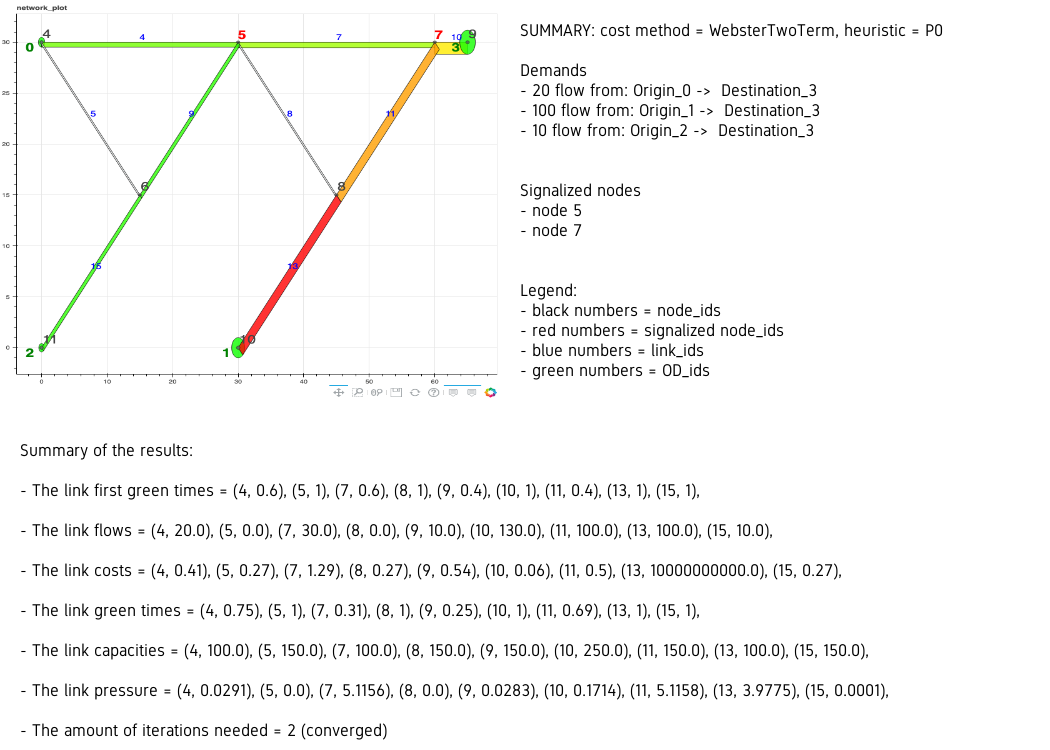 network_plot
SUMMARY: cost method = WebsterTwoTerm, heuristic = P0
Demands
- 20 flow from: Origin_0 -> Destination_3
- 100 flow from: Origin_1 -> Destination_3
- 10 flow from: Origin_2 -> Destination_3
Signalized nodes
- node 5
- node 7
Legend:
- black numbers = node_ids
- red numbers = signalized node_ids
- blue numbers = link_ids
- green numbers = OD_ids
4 5 7 9
4 7 10
0 3
30
5 9 8 11
25
20
6 8
15
10
15 13
5
11 10
2 1
0
0 10 20 30 40 50 60
Summary of the results:
- The link first green times = (4, 0.6), (5, 1), (7, 0.6), (8, 1), (9, 0.4), (10, 1), (11, 0.4), (13, 1), (15, 1),
- The link flows = (4, 20.0), (5, 0.0), (7, 30.0), (8, 0.0), (9, 10.0), (10, 130.0), (11, 100.0), (13, 100.0), (15, 10.0),
- The link costs = (4, 0.41), (5, 0.27), (7, 1.29), (8, 0.27), (9, 0.54), (10, 0.06), (11, 0.5), (13, 10000000000.0), (15, 0.27),
- The link green times = (4, 0.75), (5, 1), (7, 0.31), (8, 1), (9, 0.25), (10, 1), (11, 0.69), (13, 1), (15, 1),
- The link capacities = (4, 100.0), (5, 150.0), (7, 100.0), (8, 150.0), (9, 150.0), (10, 250.0), (11, 150.0), (13, 100.0), (15, 150.0),
- The link pressure = (4, 0.0291), (5, 0.0), (7, 5.1156), (8, 0.0), (9, 0.0283), (10, 0.1714), (11, 5.1158), (13, 3.9775), (15, 0.0001),
- The amount of iterations needed = 2 (converged)